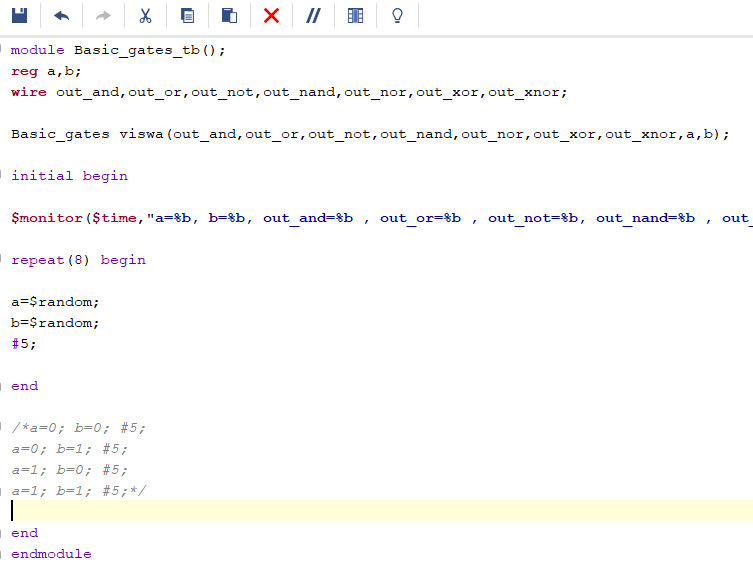 module Basic_gates_tb();
reg a,b;
wire out_and,out_or,out_not,out_nand,out_nor,out_xor,out_xnor;
Basic_gates viswa(out_and,out_or,out_not,out_nand,out_nor,out_xor,out_xnor,a,b);
initial begin
$monitor($time,"a=%b, b=%b, out_and=%b , out_or=%b , out_not=%b, out_nand=%b , out_
repeat(8) begin
a=$random;
b=$random;
#5;
end
/*a=0; b=0; #5;
a=0; b=1; #5;
a=1; b=0; #5;
a=1; b=1; #5;*/
end
endmodule